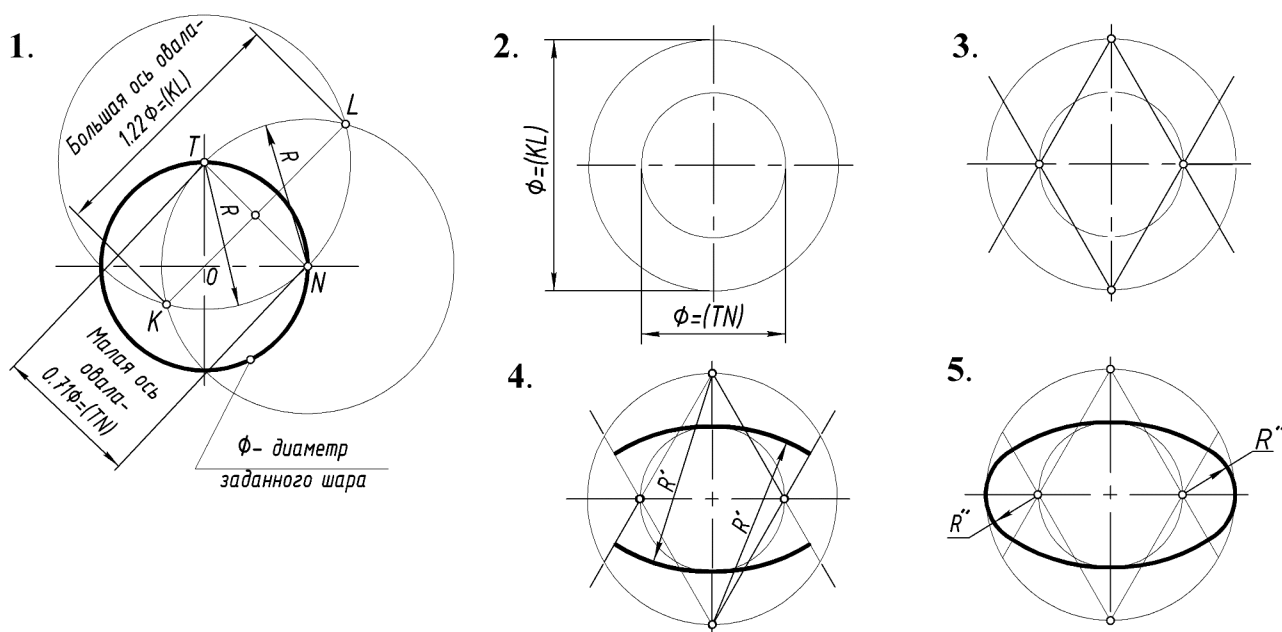 1.
Большая ось овала-
1.22Ф=(KL)
L
T
R
R
O
N
K
Малая ось
овала-
0.71Ф=(TN)
Ф- диаметр
заданного шара
2.
Ф=(KL)
Ф=(TN)
3.
4.
R'
R'
5.
R"
R"